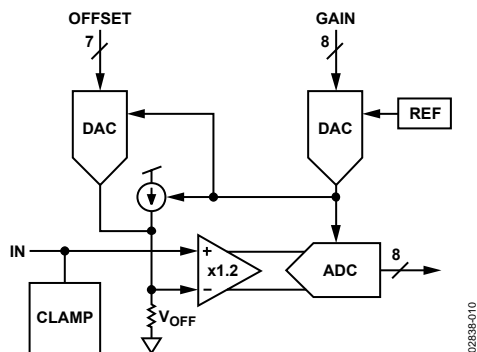 OFFSET
GAIN
7
8
DAC
DAC
REF
IN
+
x1.2
−
ADC
8
CLAMP
VOFF
02838-010